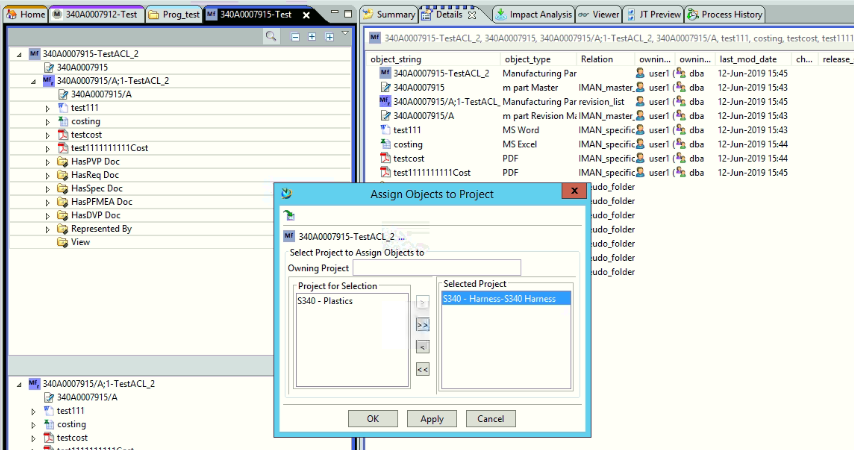 Home 340A0007912-Test Prog_test 340A0007915-Test
Summary Details Impact Analysis Viewer JT Preview Process History
340A0007915-TestACL_2
340A0007915
340A0007915/A;1-TestACL_2
340A0007915/A
test111
costing
testcost
test1111111111Cost
HasPVP Doc
HasReq Doc
HasSpec Doc
HasPFMEA Doc
HasDVP Doc
Represented By
View
340A0007915/A;1-TestACL_2
340A0007915/A
test111
costing
testcost
340A0007915-TestACL_2, 340A0007915, 340A0007915/A;1-TestACL_2, 340A0007915/A, test111, costing, testcost, test1111
object_string object_type Relation ownin... ownin... last_mod_date ch... release_
340A0007915-TestACL_2 Manufacturing Par user1 ( dba 12-Jun-2019 15:45
340A0007915 m part Master IMAN_master_ user1 ( dba 12-Jun-2019 15:43
340A0007915/A;1-TestACL_ Manufacturing Par revision_list user1 ( dba 12-Jun-2019 15:45
340A0007915/A m part Revision Ma IMAN_master_ user1 ( dba 12-Jun-2019 15:43
test111 MS Word IMAN_specific user1 ( dba 12-Jun-2019 15:43
costing MS Excel IMAN_specific user1 ( dba 12-Jun-2019 15:44
testcost PDF IMAN_specific user1 ( dba 12-Jun-2019 15:44
test1111111111Cost PDF IMAN_specific user1 ( dba 12-Jun-2019 15:45
eudo_folder
eudo_folder
eudo_folder
eudo_folder
eudo_folder
eudo_folder
Assign Objects to Project
x
340A0007915-TestACL_2 ...
Select Project to Assign Objects to
Owning Project
Project for Selection
S340 - Plastics
>
>>
<
<<
Selected Project
S340 - Harness-S340 Harness
OK Apply Cancel